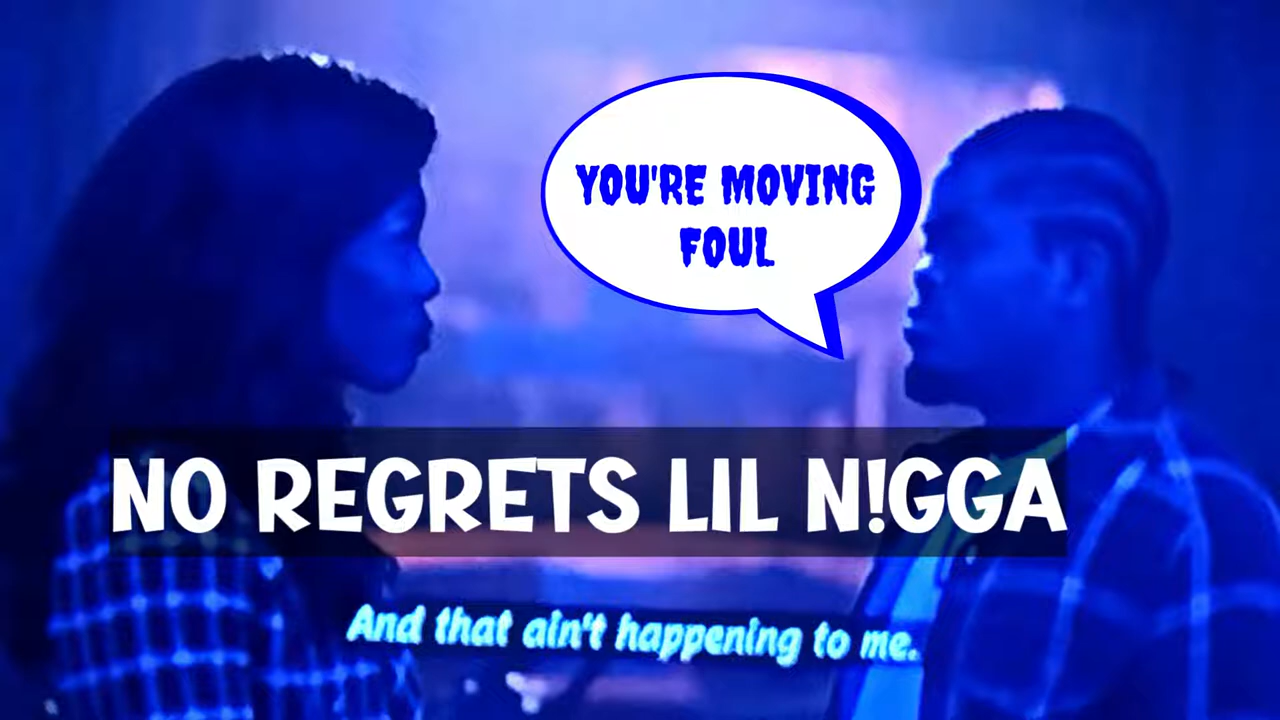 YOU'RE MOVING
FOUL
NO REGRETS LIL N!GGA
And that ain't happening to me.